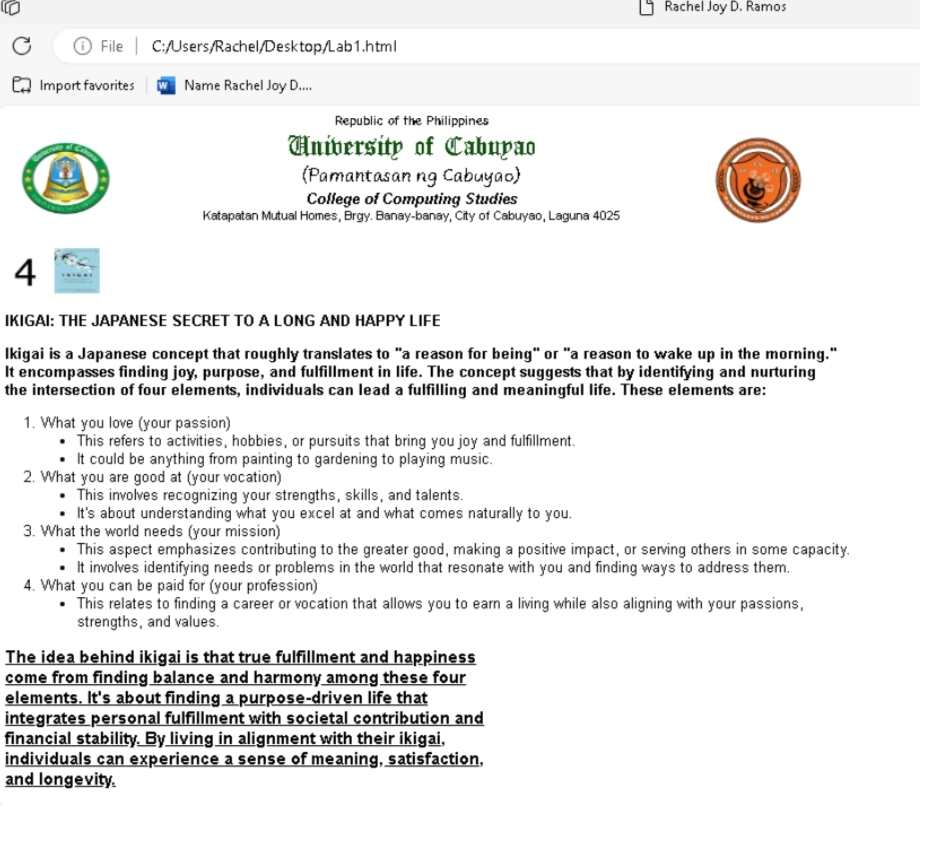 Rachel Joy D. Ramos
File | C:/Users/Rachel/Desktop/Lab1.html
Import favorites Name Rachel Joy D....
Republic of the Philippines
University of Cabuyao
(Pamantasan ng Cabuyao)
College of Computing Studies
Katapatan Mutual Homes, Brgy. Banay-banay, City of Cabuyao, Laguna 4025
University of Cabuyao
4
IKIGAI
IKIGAI: THE JAPANESE SECRET TO A LONG AND HAPPY LIFE
Ikigai is a Japanese concept that roughly translates to "a reason for being" or "a reason to wake up in the morning."
It encompasses finding joy, purpose, and fulfillment in life. The concept suggests that by identifying and nurturing
the intersection of four elements, individuals can lead a fulfilling and meaningful life. These elements are:
1. What you love (your passion)
• This refers to activities, hobbies, or pursuits that bring you joy and fulfillment.
• It could be anything from painting to gardening to playing music.
2. What you are good at (your vocation)
• This involves recognizing your strengths, skills, and talents.
• It's about understanding what you excel at and what comes naturally to you.
3. What the world needs (your mission)
• This aspect emphasizes contributing to the greater good, making a positive impact, or serving others in some capacity.
• It involves identifying needs or problems in the world that resonate with you and finding ways to address them.
4. What you can be paid for (your profession)
• This relates to finding a career or vocation that allows you to earn a living while also aligning with your passions,
strengths, and values.
The idea behind ikigai is that true fulfillment and happiness
come from finding balance and harmony among these four
elements. It's about finding a purpose-driven life that
integrates personal fulfillment with societal contribution and
financial stability. By living in alignment with their ikigai,
individuals can experience a sense of meaning, satisfaction,
and longevity.